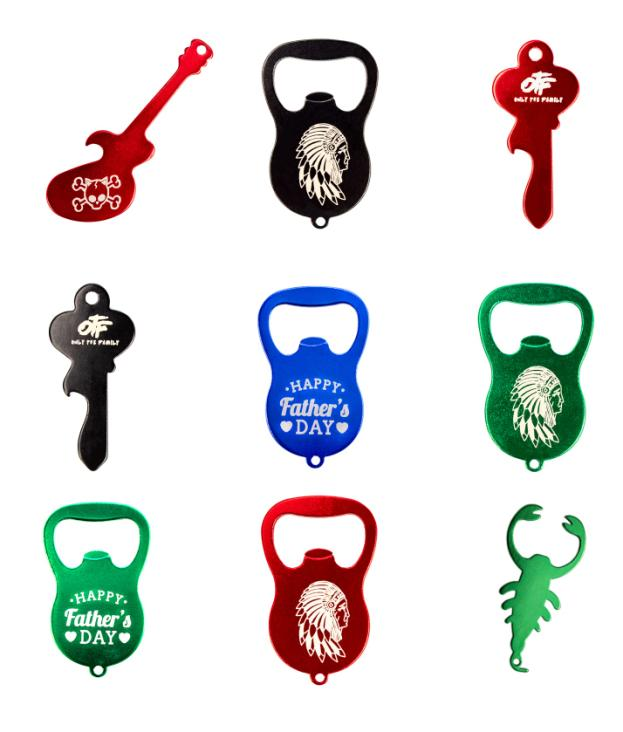 OTF
ONLY THE FAMILY
OTF
ONLY THE FAMILY
·HAPPY·
Father's
DAY
·HAPPY·
Father's
DAY